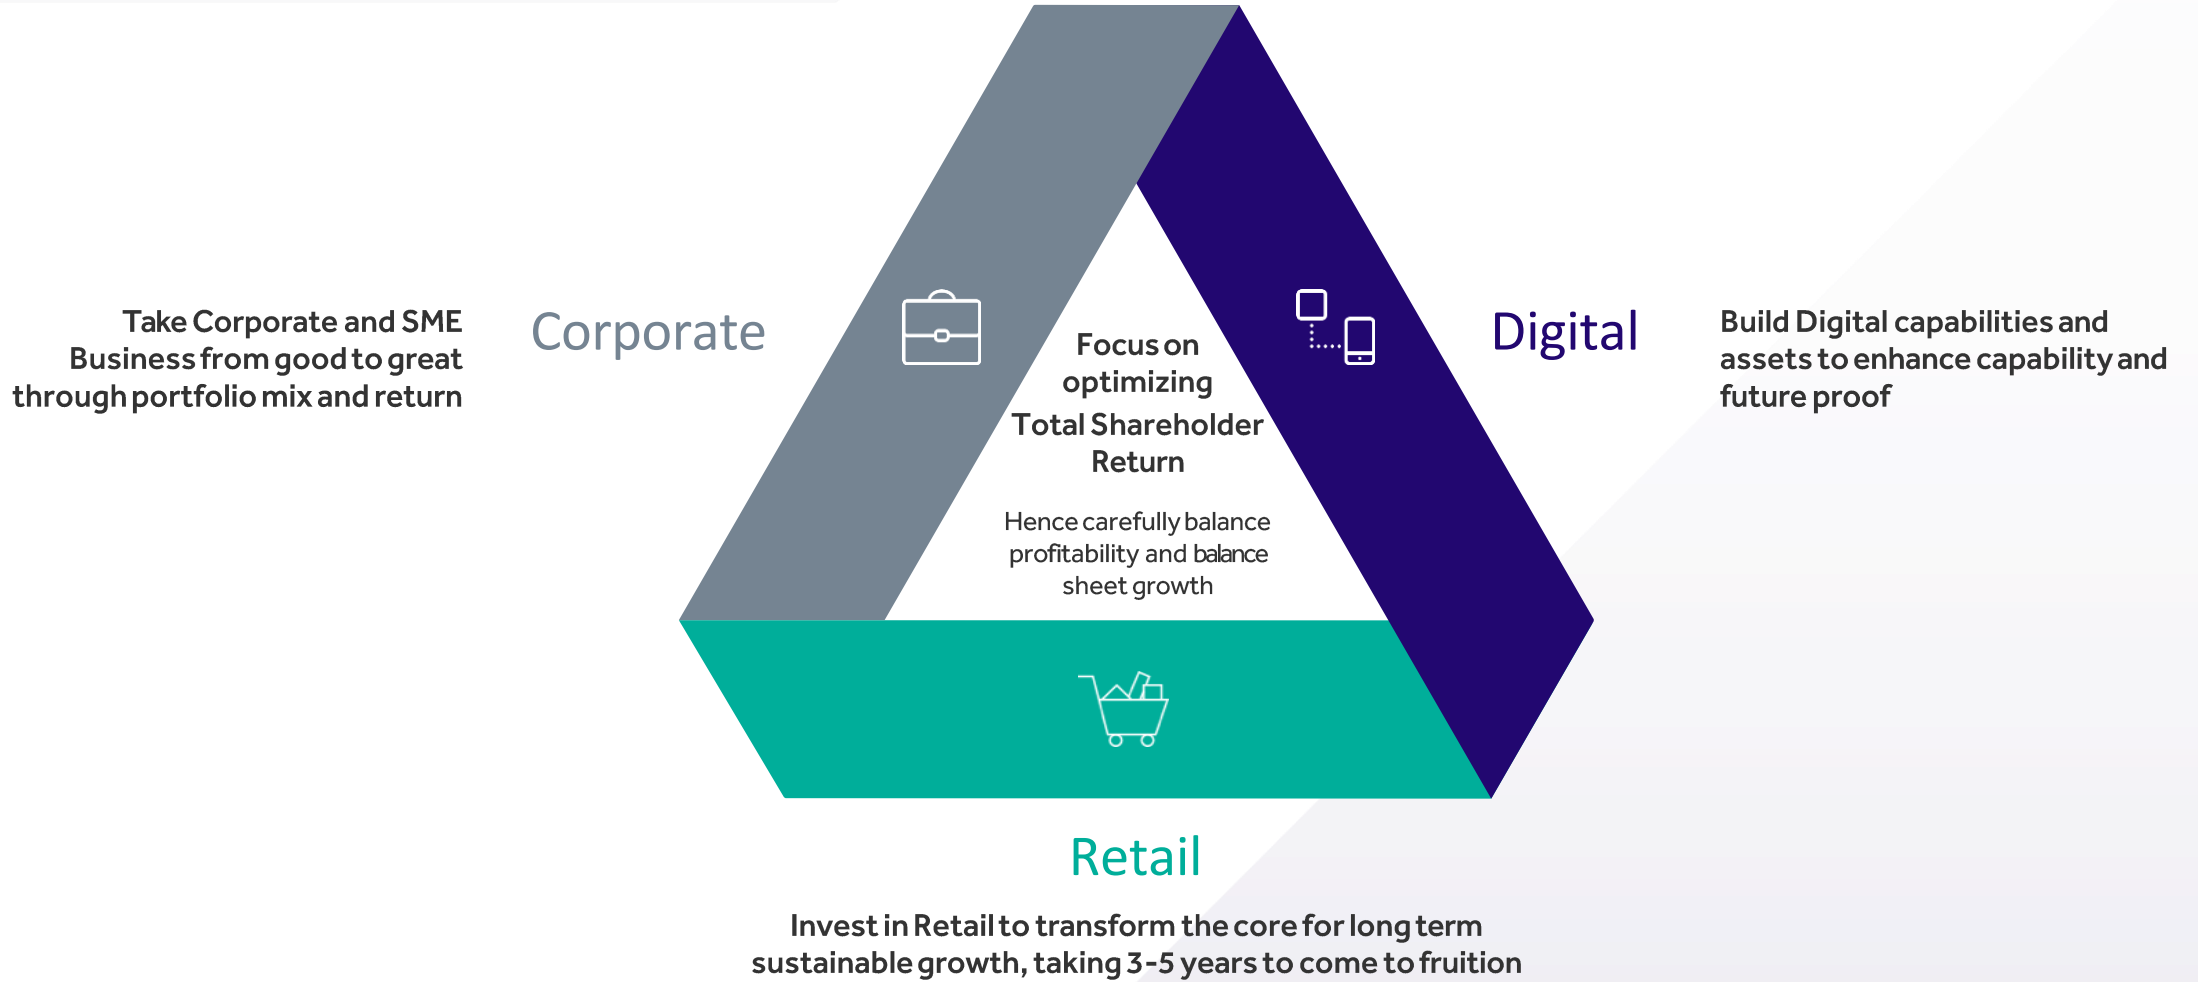 Take Corporate and SME
Business from good to great
through portfolio mix and return
Corporate
Focus on
optimizing
Total Shareholder
Return
Hence carefully balance
profitability and balance
sheet growth
Digital
Build Digital capabilities and
assets to enhance capability and
future proof
Retail
Invest in Retail to transform the core for long term
sustainable growth, taking 3-5 years to come to fruition